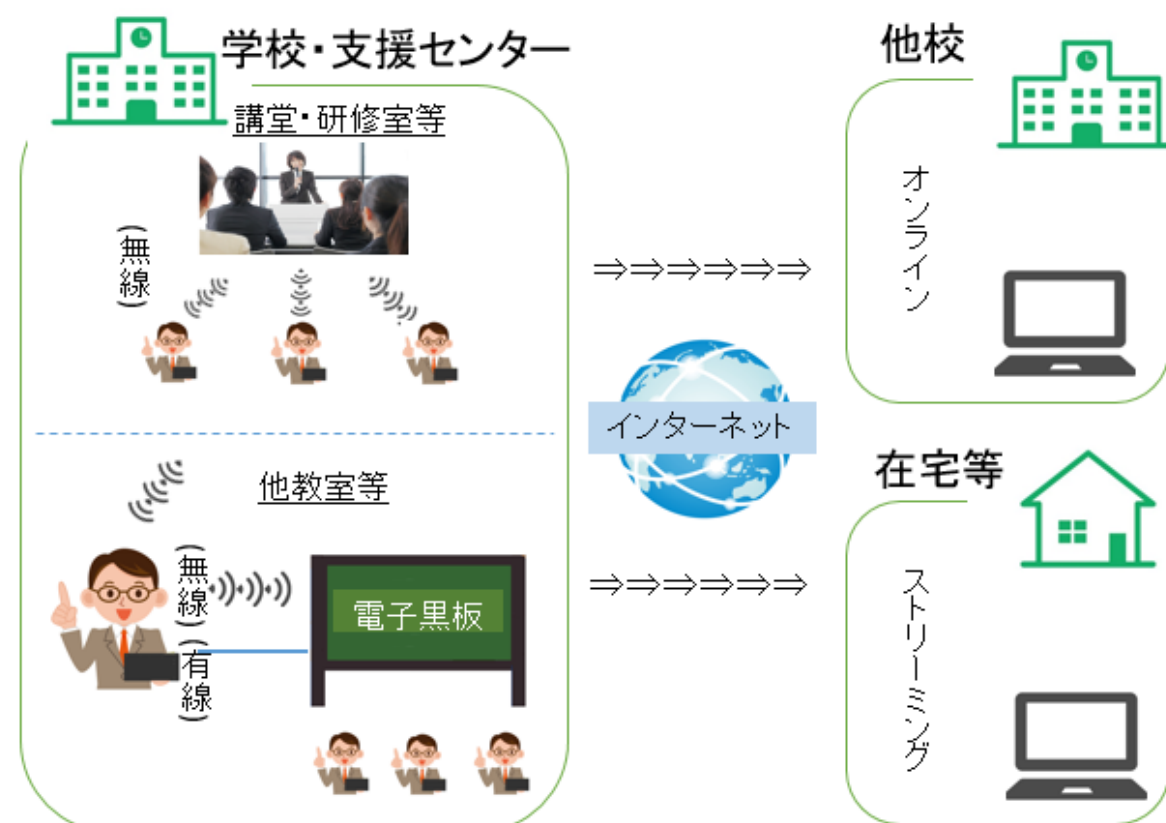 学校・支援センター
講堂・研修室等
(無線)
⇒⇒⇒⇒⇒⇒
インターネット
他教室等
(無線)
(有線)
電子黒板
⇒⇒⇒⇒⇒⇒
他校
オンライン
在宅等
ストリーミング